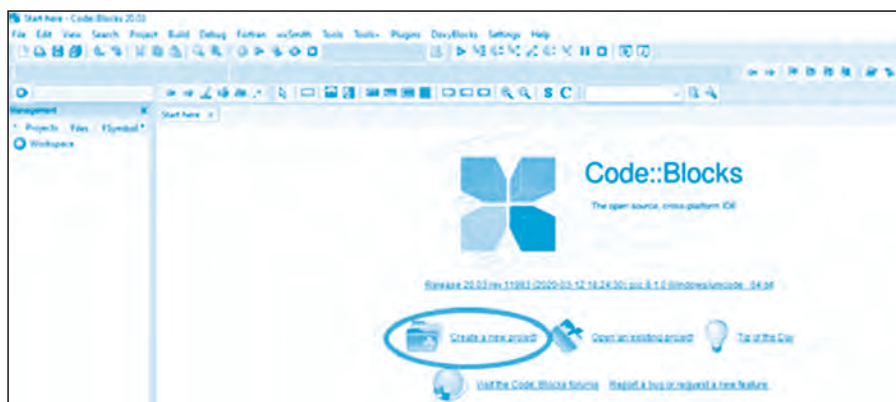 Start here - Code::Blocks 20.03
File Edit View Search Project Build Debug Fortran wxSmith Tools Tools+ Plugins DoxyBlocks Settings Help
S C
Management
Start here
Projects Files FSymbol
Workspace
Code::Blocks
The open source, cross-platform IDE
Release 20.03 rev 11983 (2020-03-12 18:24:30) gcc 8.1.0 Windows/unicode - 64 bit
Create a new project Open an existing project Tip of the Day
Visit the Code::Blocks forums Report a bug or request a new feature